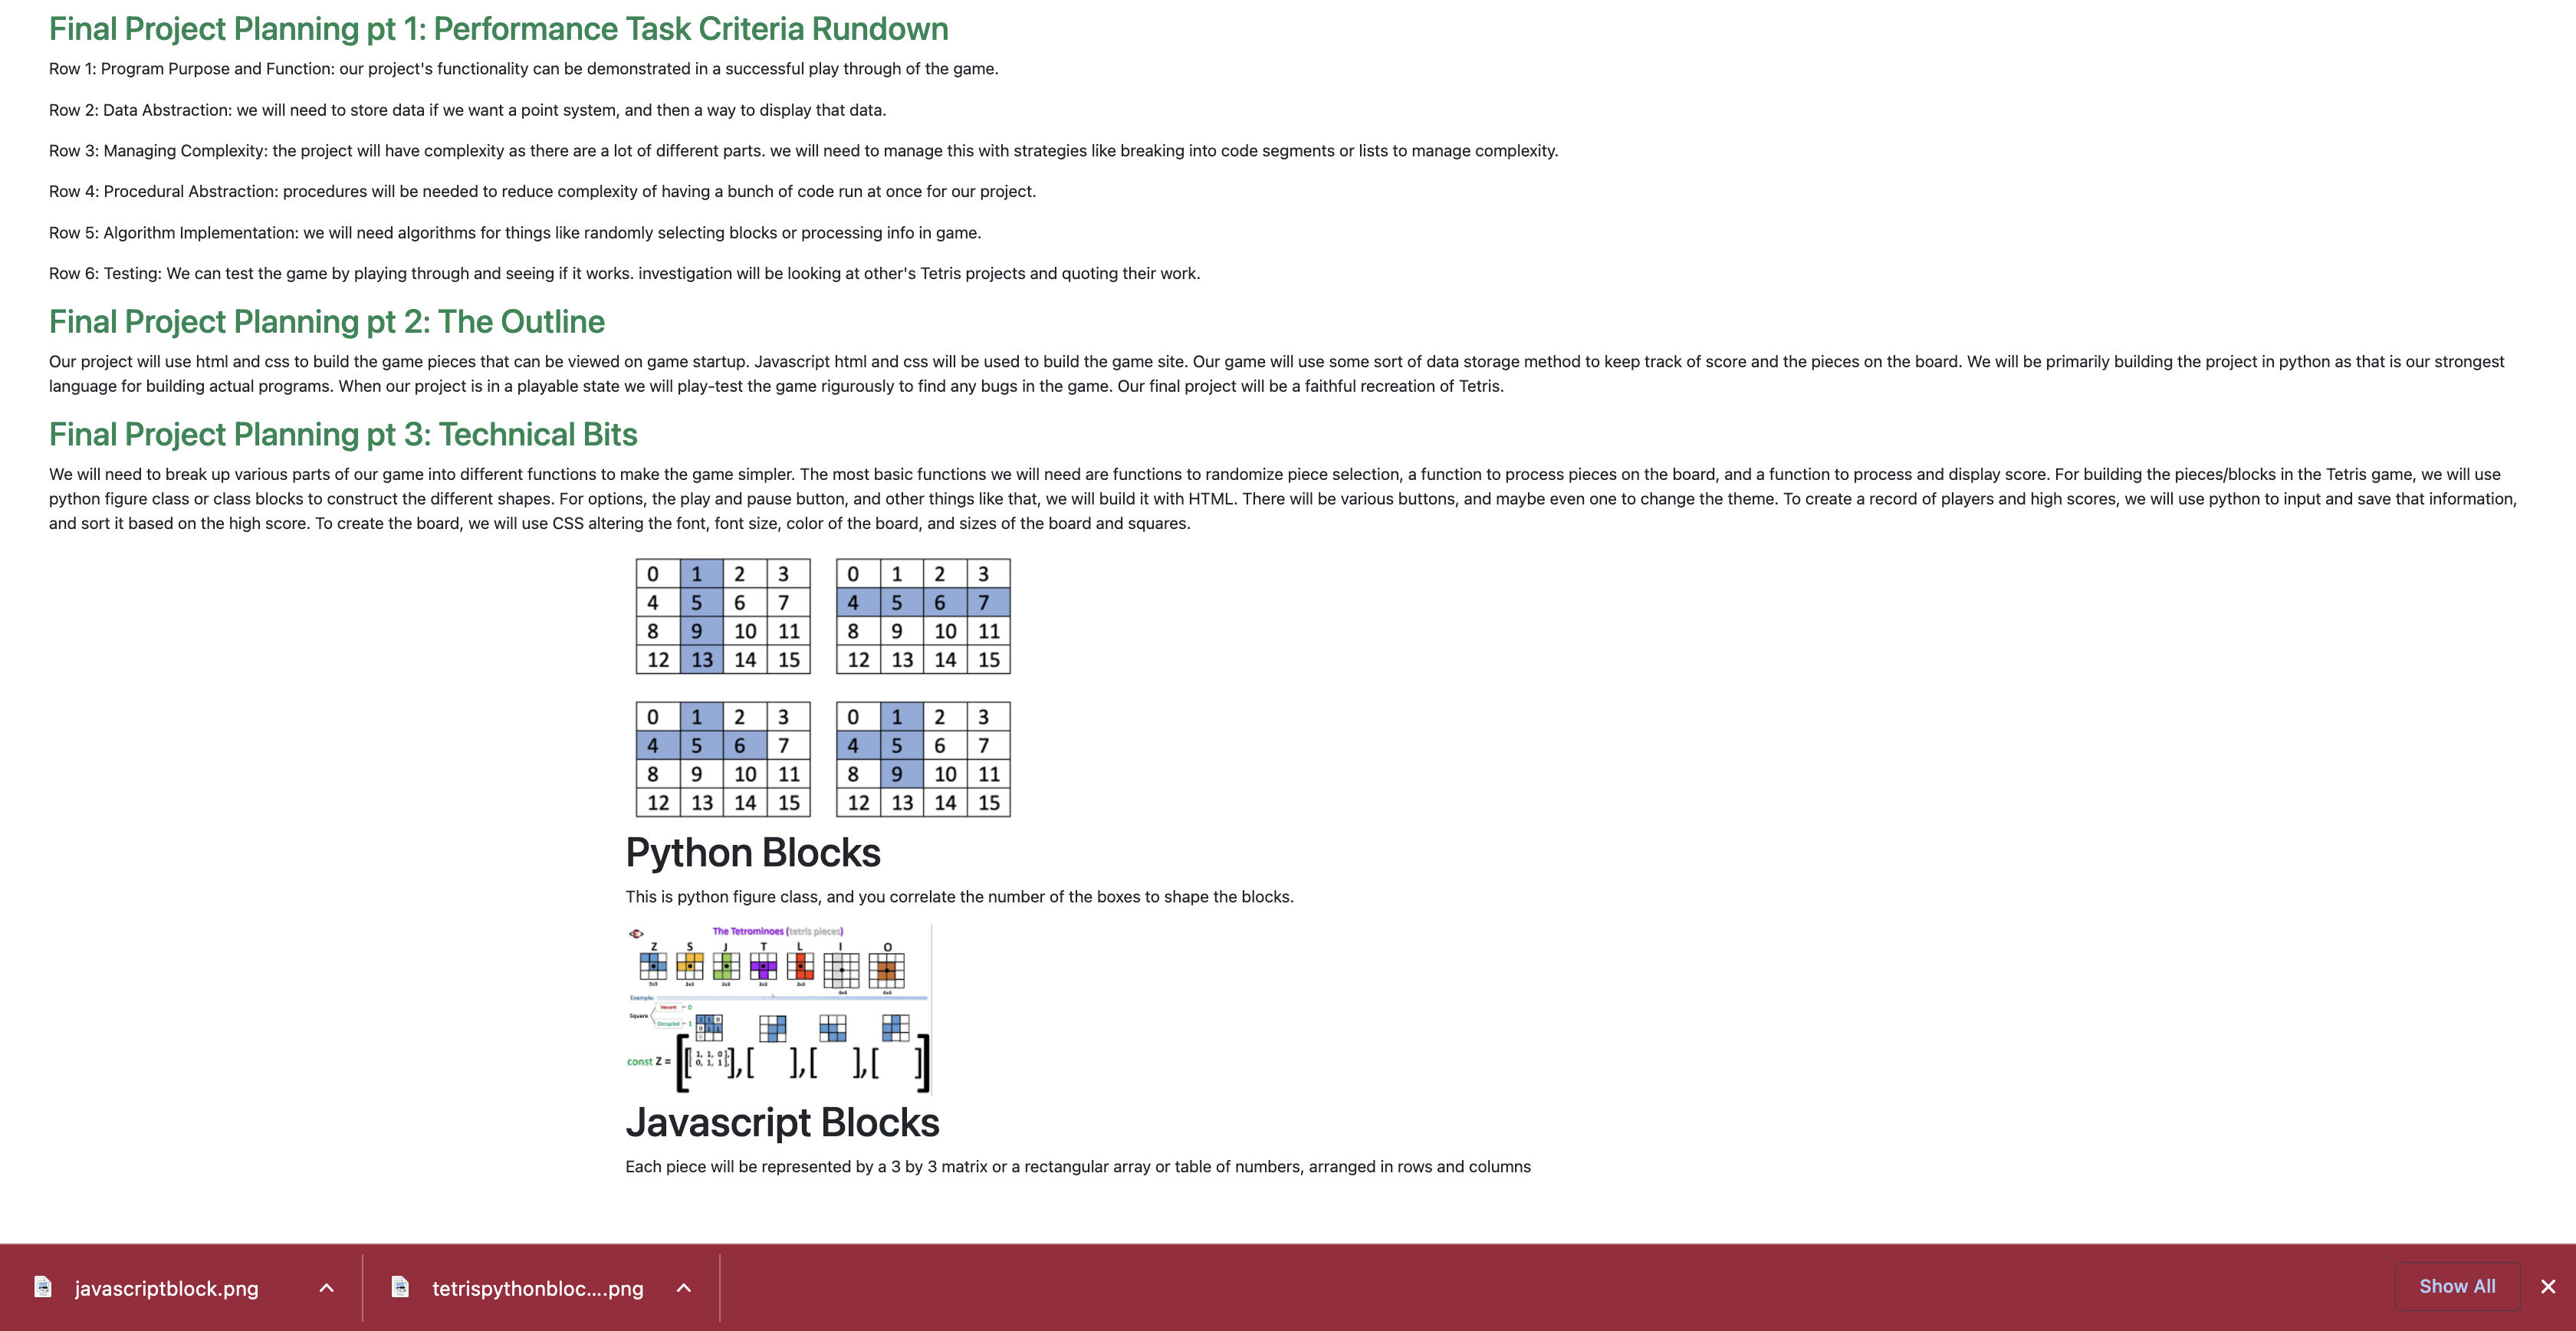 Final Project Planning pt 1: Performance Task Criteria Rundown
Row 1: Program Purpose and Function: our project's functionality can be demonstrated in a successful play through of the game.
Row 2: Data Abstraction: we will need to store data if we want a point system, and then a way to display that data.
Row 3: Managing Complexity: the project will have complexity as there are a lot of different parts. we will need to manage this with strategies like breaking into code segments or lists to manage complexity.
Row 4: Procedural Abstraction: procedures will be needed to reduce complexity of having a bunch of code run at once for our project.
Row 5: Algorithm Implementation: we will need algorithms for things like randomly selecting blocks or processing info in game.
Row 6: Testing: We can test the game by playing through and seeing if it works. investigation will be looking at other's Tetris projects and quoting their work.
Final Project Planning pt 2: The Outline
Our project will use html and css to build the game pieces that can be viewed on game startup. Javascript html and css will be used to build the game site. Our game will use some sort of data storage method to keep track of score and the pieces on the board. We will be primarily building the project in python as that is our strongest
language for building actual programs. When our project is in a playable state we will play-test the game rigurously to find any bugs in the game. Our final project will be a faithful recreation of Tetris.
Final Project Planning pt 3: Technical Bits
We will need to break up various parts of our game into different functions to make the game simpler. The most basic functions we will need are functions to randomize piece selection, a function to process pieces on the board, and a function to process and display score. For building the pieces/blocks in the Tetris game, we will use
python figure class or class blocks to construct the different shapes. For options, the play and pause button, and other things like that, we will build it with HTML. There will be various buttons, and maybe even one to change the theme. To create a record of players and high scores, we will use python to input and save that information,
and sort it based on the high score. To create the board, we will use CSS altering the font, font size, color of the board, and sizes of the board and squares.
0 1 2 3 0 1 2 3
4 5 6 7 4 5 6 7
8 9 10 11 8 9 10 11
12 13 14 15 12 13 14 15
0 1 2 3 0 1 2 3
4 5 6 7 4 5 6 7
8 9 10 11 8 9 10 11
12 13 14 15 12 13 14 15
Python Blocks
This is python figure class, and you correlate the number of the boxes to shape the blocks.
The Tetrominoes (tetris pieces)
Z S J T L I O
3x3 3x3 3x3 3x3 3x3 4x4 4x4
Example:
Vacant - 0
Square
Occupied - 1
1 1 0
0 1 1
const Z = [[1, 1, 0],
0, 1, 1]],[ ],[ ],[ ]]
Javascript Blocks
Each piece will be represented by a 3 by 3 matrix or a rectangular array or table of numbers, arranged in rows and columns
javascriptblock.png
tetrispythonbloc....png
Show All